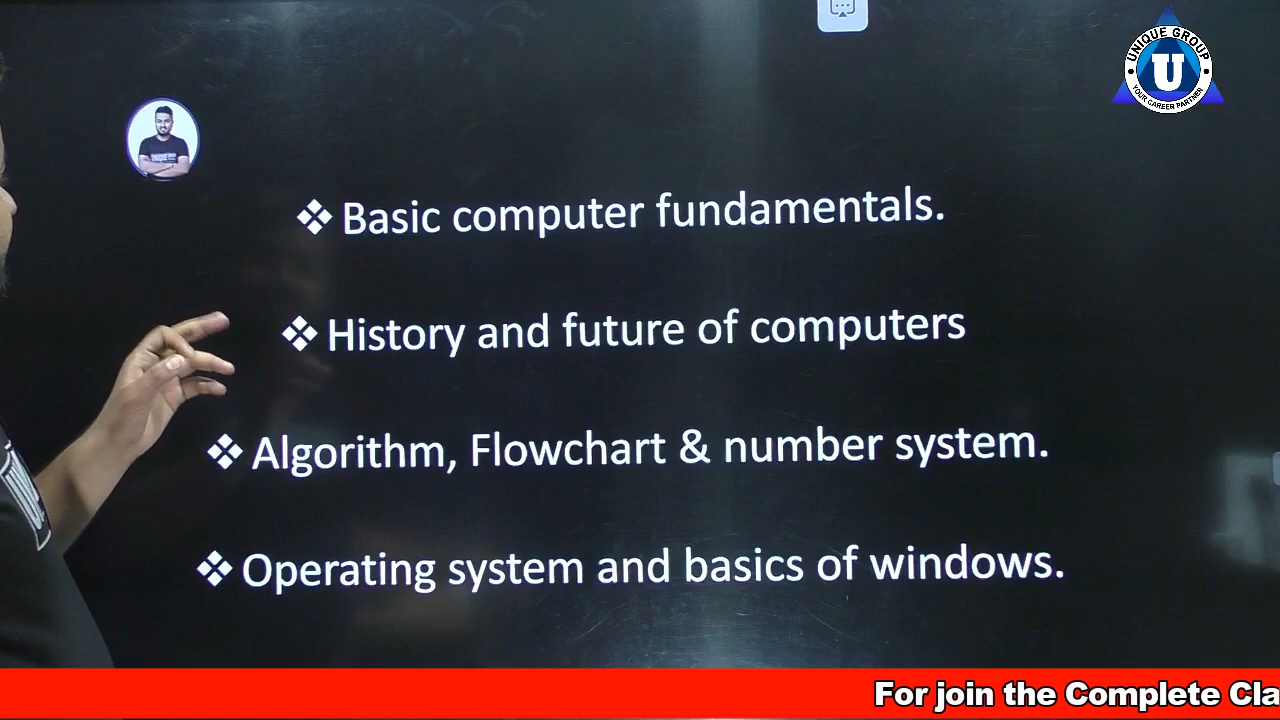 UNIQUE GROUP
U
YOUR CAREER PARTNER
❖ Basic computer fundamentals.
❖ History and future of computers
❖ Algorithm, Flowchart & number system.
❖ Operating system and basics of windows.
For join the Complete Cla